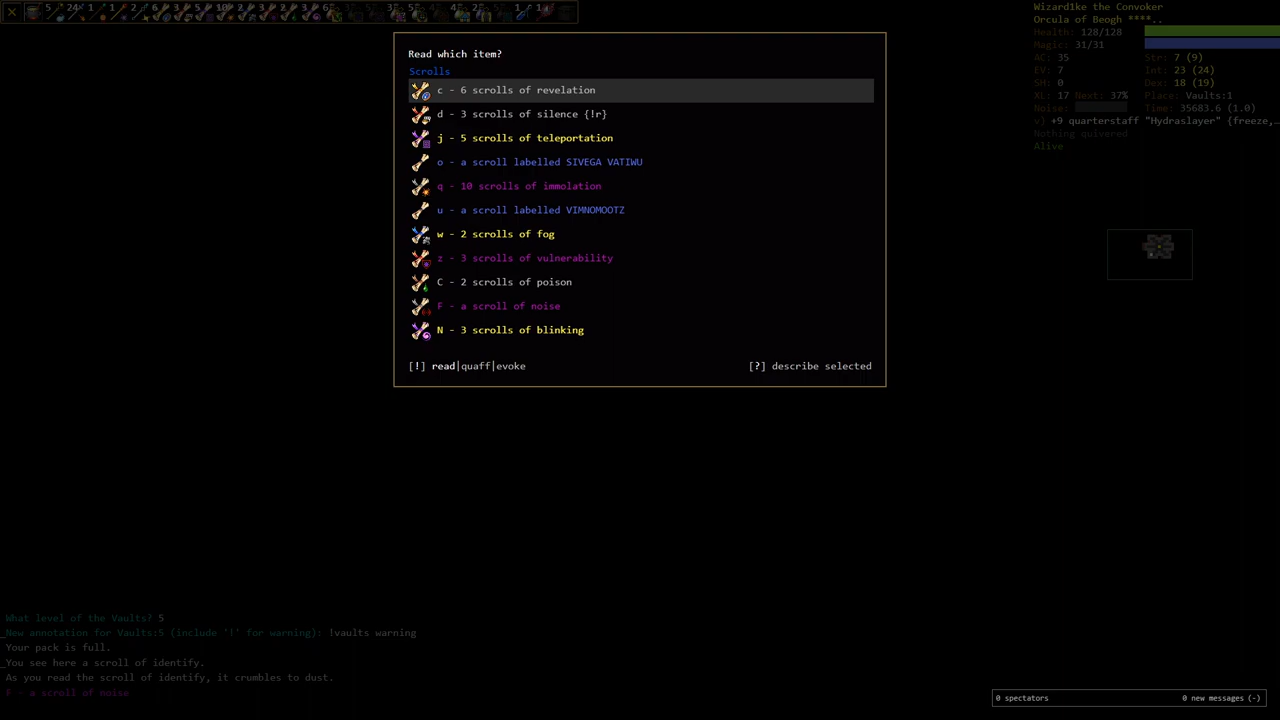 Read which item?
Scrolls
c - 6 scrolls of revelation
d - 3 scrolls of silence {!r}
j - 5 scrolls of teleportation
o - a scroll labelled SIVEGA VATIWU
q - 10 scrolls of immolation
u - a scroll labelled VIMNOMOOTZ
w - 2 scrolls of fog
z - 3 scrolls of vulnerability
C - 2 scrolls of poison
F - a scroll of noise
N - 3 scrolls of blinking
[!] read|quaff|evoke
[?] describe selected
Wizard1ke the Convoker
Orcula of Beogh ****..
Health: 128/128
Magic: 31/31
AC: 35
Str: 7 (9)
EV: 7
Int: 23 (24)
SH: 0
Dex: 18 (19)
XL: 17 Next: 37%
Place: Vaults:1
Noise:
Time: 35683.6 (1.0)
v) +9 quarterstaff "Hydraslayer" {freeze,…
Nothing quivered
Alive
What level of the Vaults? 5
_New annotation for Vaults:5 (include '!' for warning): !vaults warning
Your pack is full.
_You see here a scroll of identify.
As you read the scroll of identify, it crumbles to dust.
F - a scroll of noise
0 spectators
0 new messages (-)